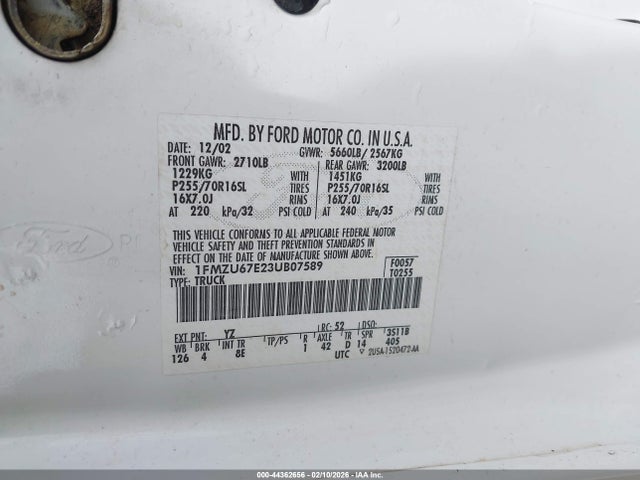 MFD. BY FORD MOTOR CO. IN U.S.A.
DATE: 12/02 GVWR: 5660LB/ 2567KG
FRONT GAWR: 2710LB REAR GAWR: 3200LB
1229KG WITH 1451KG WITH
P255/70R16SL TIRES P255/70R16SL TIRES
16X7.0J RIMS 16X7.0J RIMS
AT 220 kPa/32 PSI COLD AT 240 kPa/35 PSI COLD
THIS VEHICLE CONFORMS TO ALL APPLICABLE FEDERAL MOTOR
VEHICLE SAFETY AND THEFT PREVENTION STANDARDS IN
EFFECT ON THE DATE OF MANUFACTURE SHOWN ABOVE.
VIN: 1FMZU67E23UB07589 F0057
TYPE: TRUCK T0255
EXT PNT: YZ RC: 52 DSO:
WB BRK INT TR TP/PS R AXLE TR SPR 3S11B
126 4 8E 1 42 D 14 405
UTC 2U5A-1520472-AA
Ford
000-44362656 - 02/10/2026 - IAA Inc.